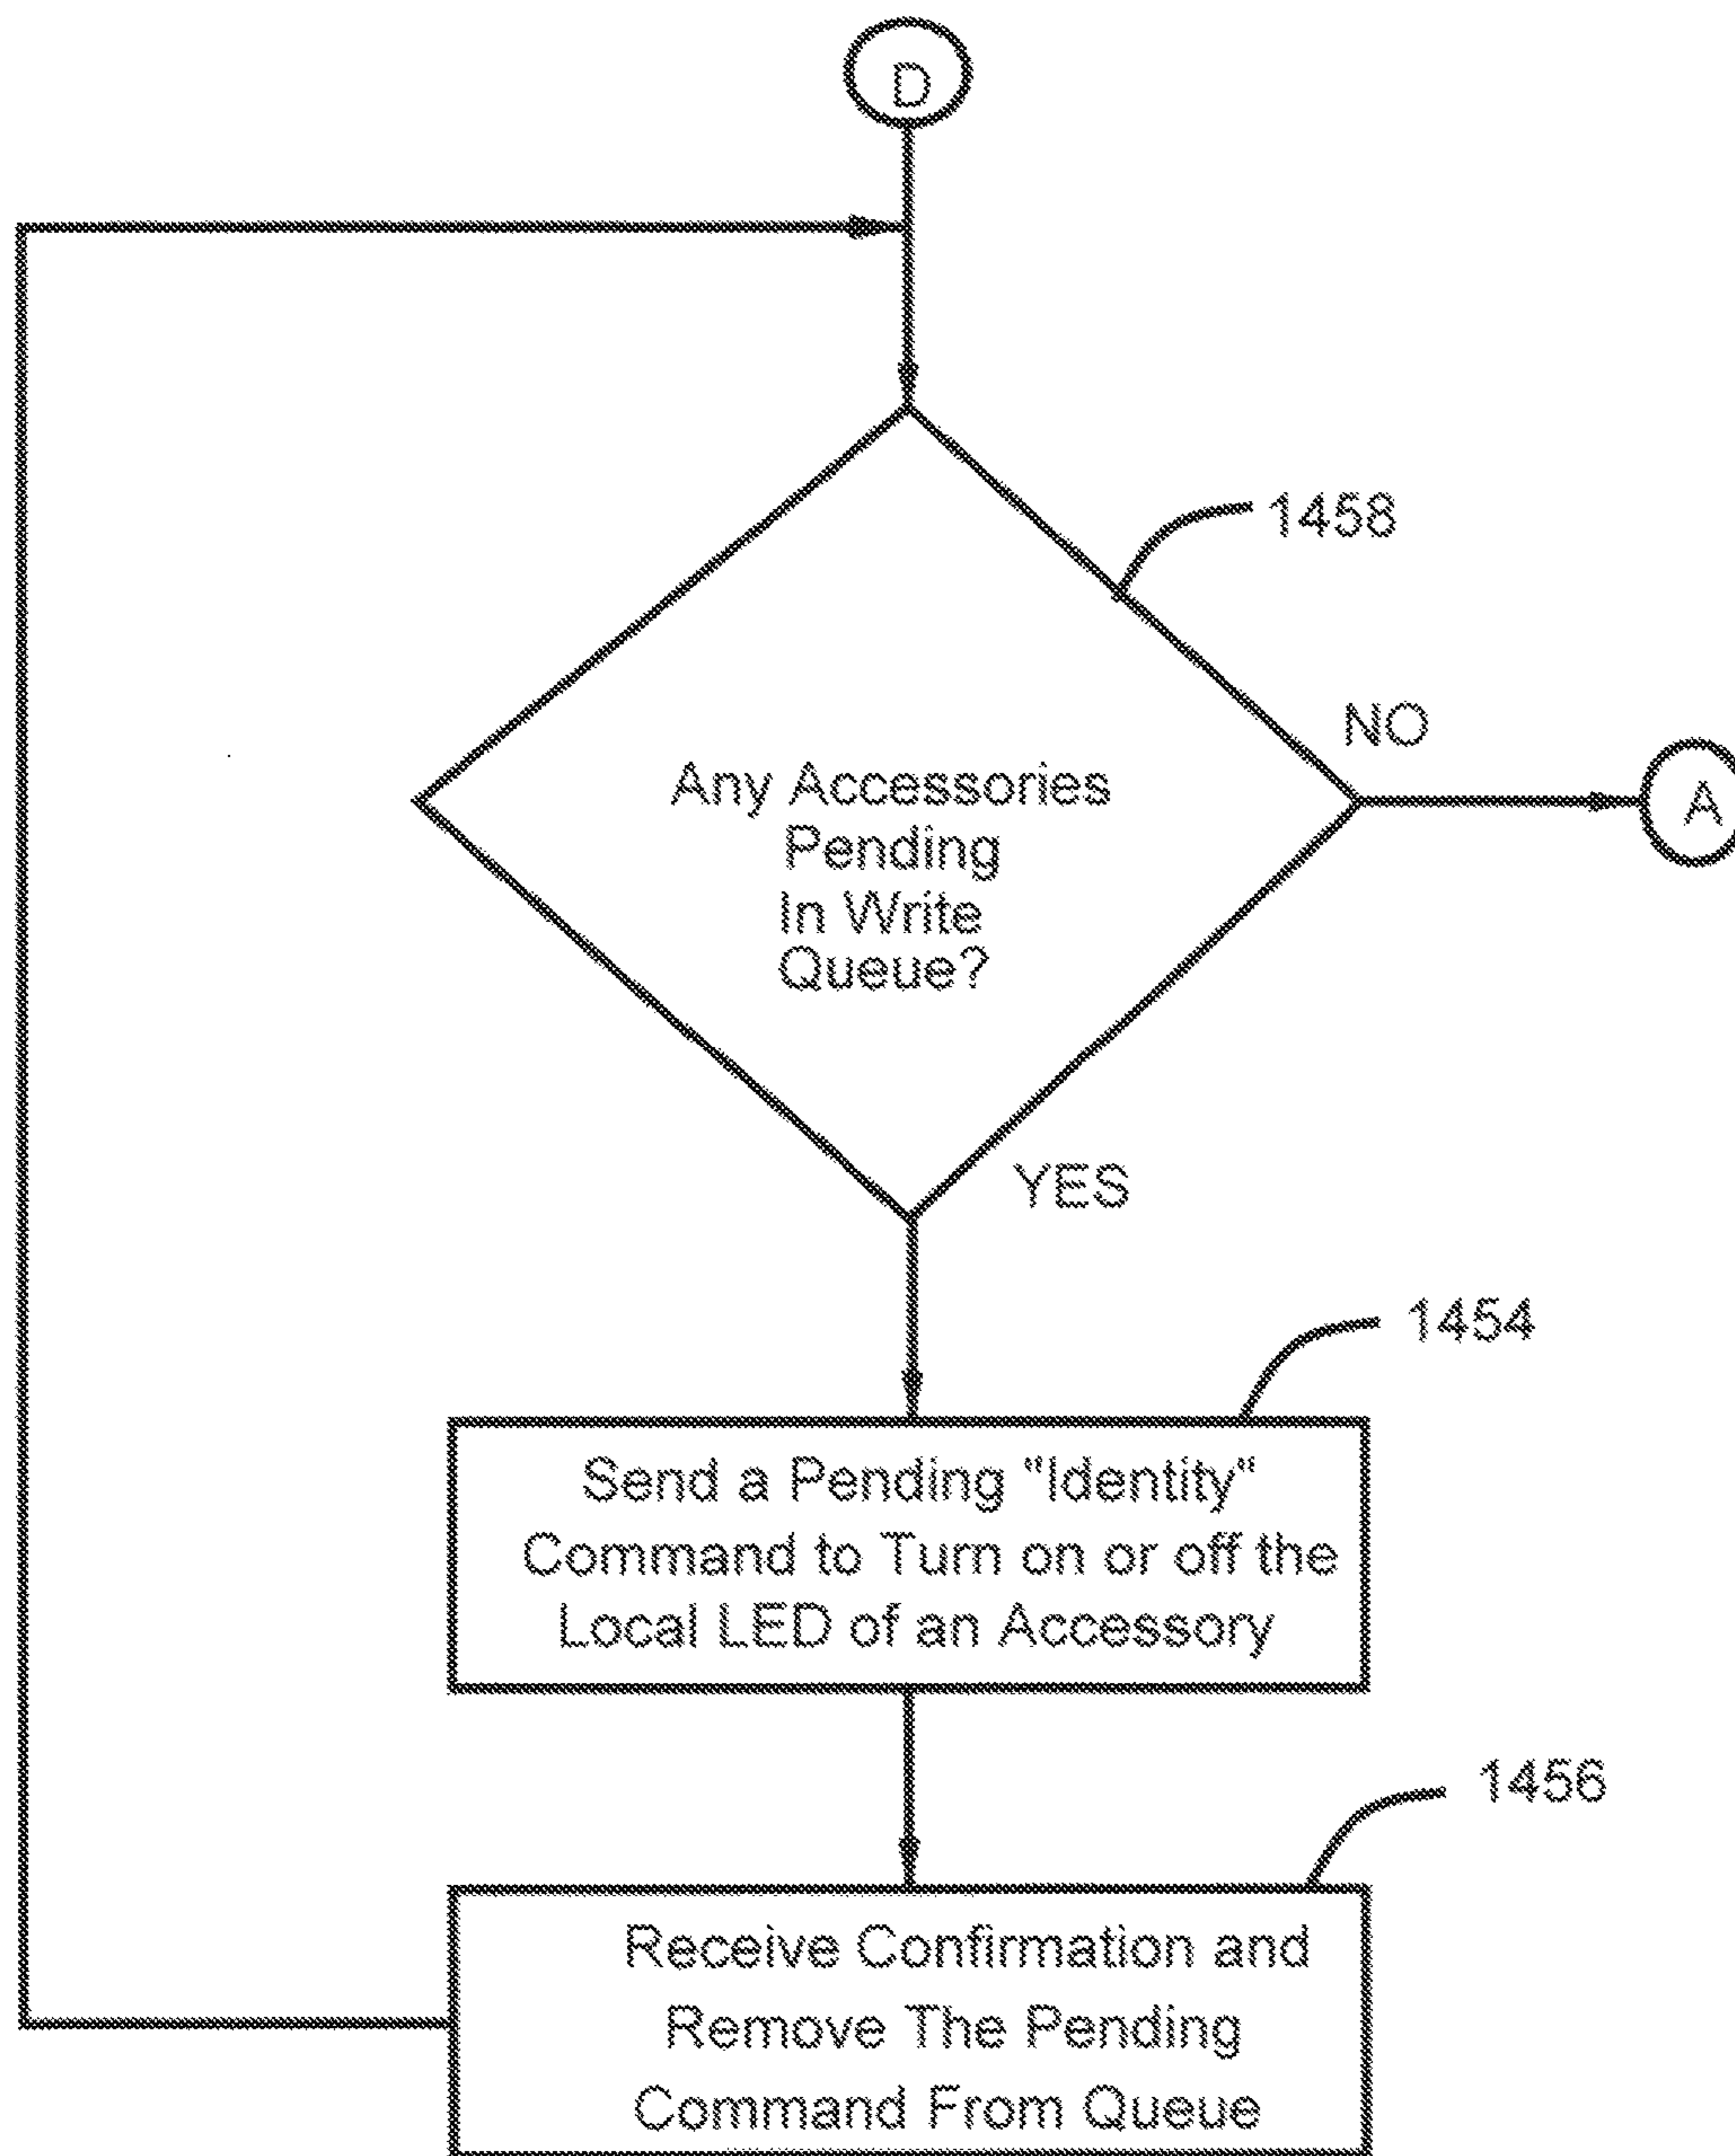 D
1458
NO
Any Accessories
Pending
In Write
Queue?
A
YES
1454
Send a Pending "Identity"
Command to Turn on or off the
Local LED of an Accessory
1456
Receive Confirmation and
Remove The Pending
Command From Queue